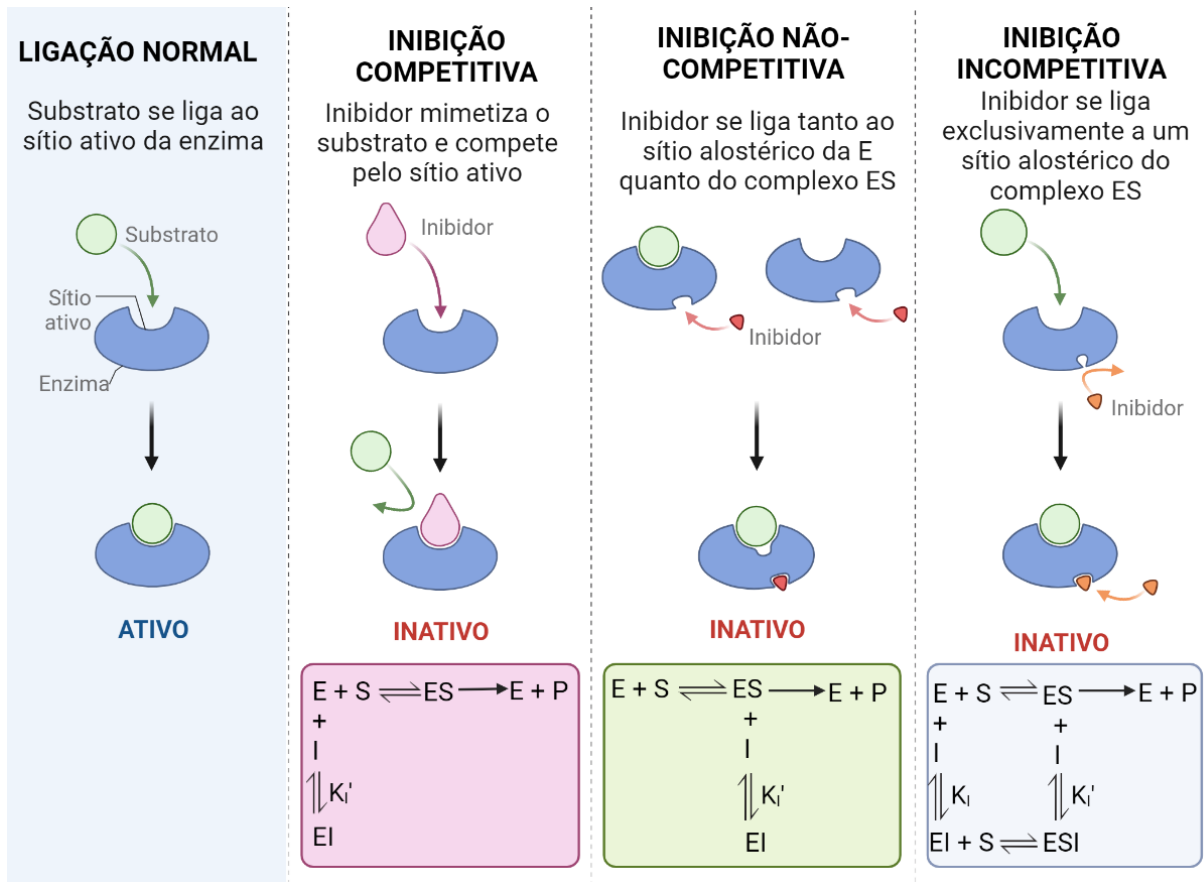 LIGAÇÃO NORMAL
Substrato se liga ao
sítio ativo da enzima
Substrato
Sítio
ativo
Enzima
ATIVO
INIBIÇÃO
COMPETITIVA
Inibidor mimetiza o
substrato e compete
pelo sítio ativo
Inibidor
INATIVO
E + S ⇌ ES → E + P
+
I
⇌ Kᵢ'
EI
INIBIÇÃO NÃO-
COMPETITIVA
Inibidor se liga tanto ao
sítio alostérico da E
quanto do complexo ES
Inibidor
INATIVO
E + S ⇌ ES → E + P
+
I
⇌ Kᵢ'
EI
INIBIÇÃO
INCOMPETITIVA
Inibidor se liga
exclusivamente a um
sítio alostérico do
complexo ES
Inibidor
INATIVO
E + S ⇌ ES → E + P
+ +
I I
⇌ Kᵢ ⇌ Kᵢ'
EI + S ⇌ ESI